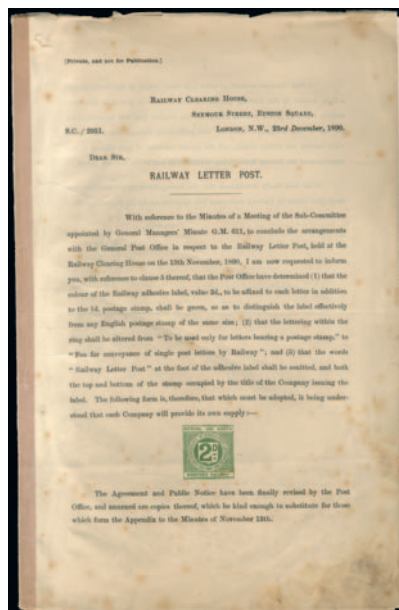 [Private, and not for Publication.]
Railway Clearing House,
Seymour Street, Euston Square,
S.C. / 2051. London, N.W., 23rd December, 1890.
Dear Sir,
RAILWAY LETTER POST.
With reference to the Minutes of a Meeting of the Sub-Committee
appointed by General Managers' Minute G.M. 611, to conclude the arrangements
with the General Post Office in respect to the Railway Letter Post, held at the
Railway Clearing House on the 13th November, 1890, I am now requested to inform
you, with reference to clause 5 thereof, that the Post Office have determined (1) that the
colour of the Railway adhesive label, value 2d., to be affixed to each letter in addition
to the 1d. postage stamp, shall be green, so as to distinguish the label effectively
from any English postage stamp of the same size; (2) that the lettering within the
ring shall be altered from "To be used only for letters bearing a postage stamp," to
"Fee for conveyance of single post letters by Railway"; and (3) that the words
"Railway Letter Post" at the foot of the adhesive label shall be omitted, and both
the top and bottom of the stamp occupied by the title of the Company issuing the
label. The following form is, therefore, that which must be adopted, it being under-
stood that each Company will provide its own supply:—
2D
The Agreement and Public Notice have been finally revised by the Post
Office, and annexed are copies thereof, which be kind enough to substitute for those
which form the Appendix to the Minutes of November 13th.